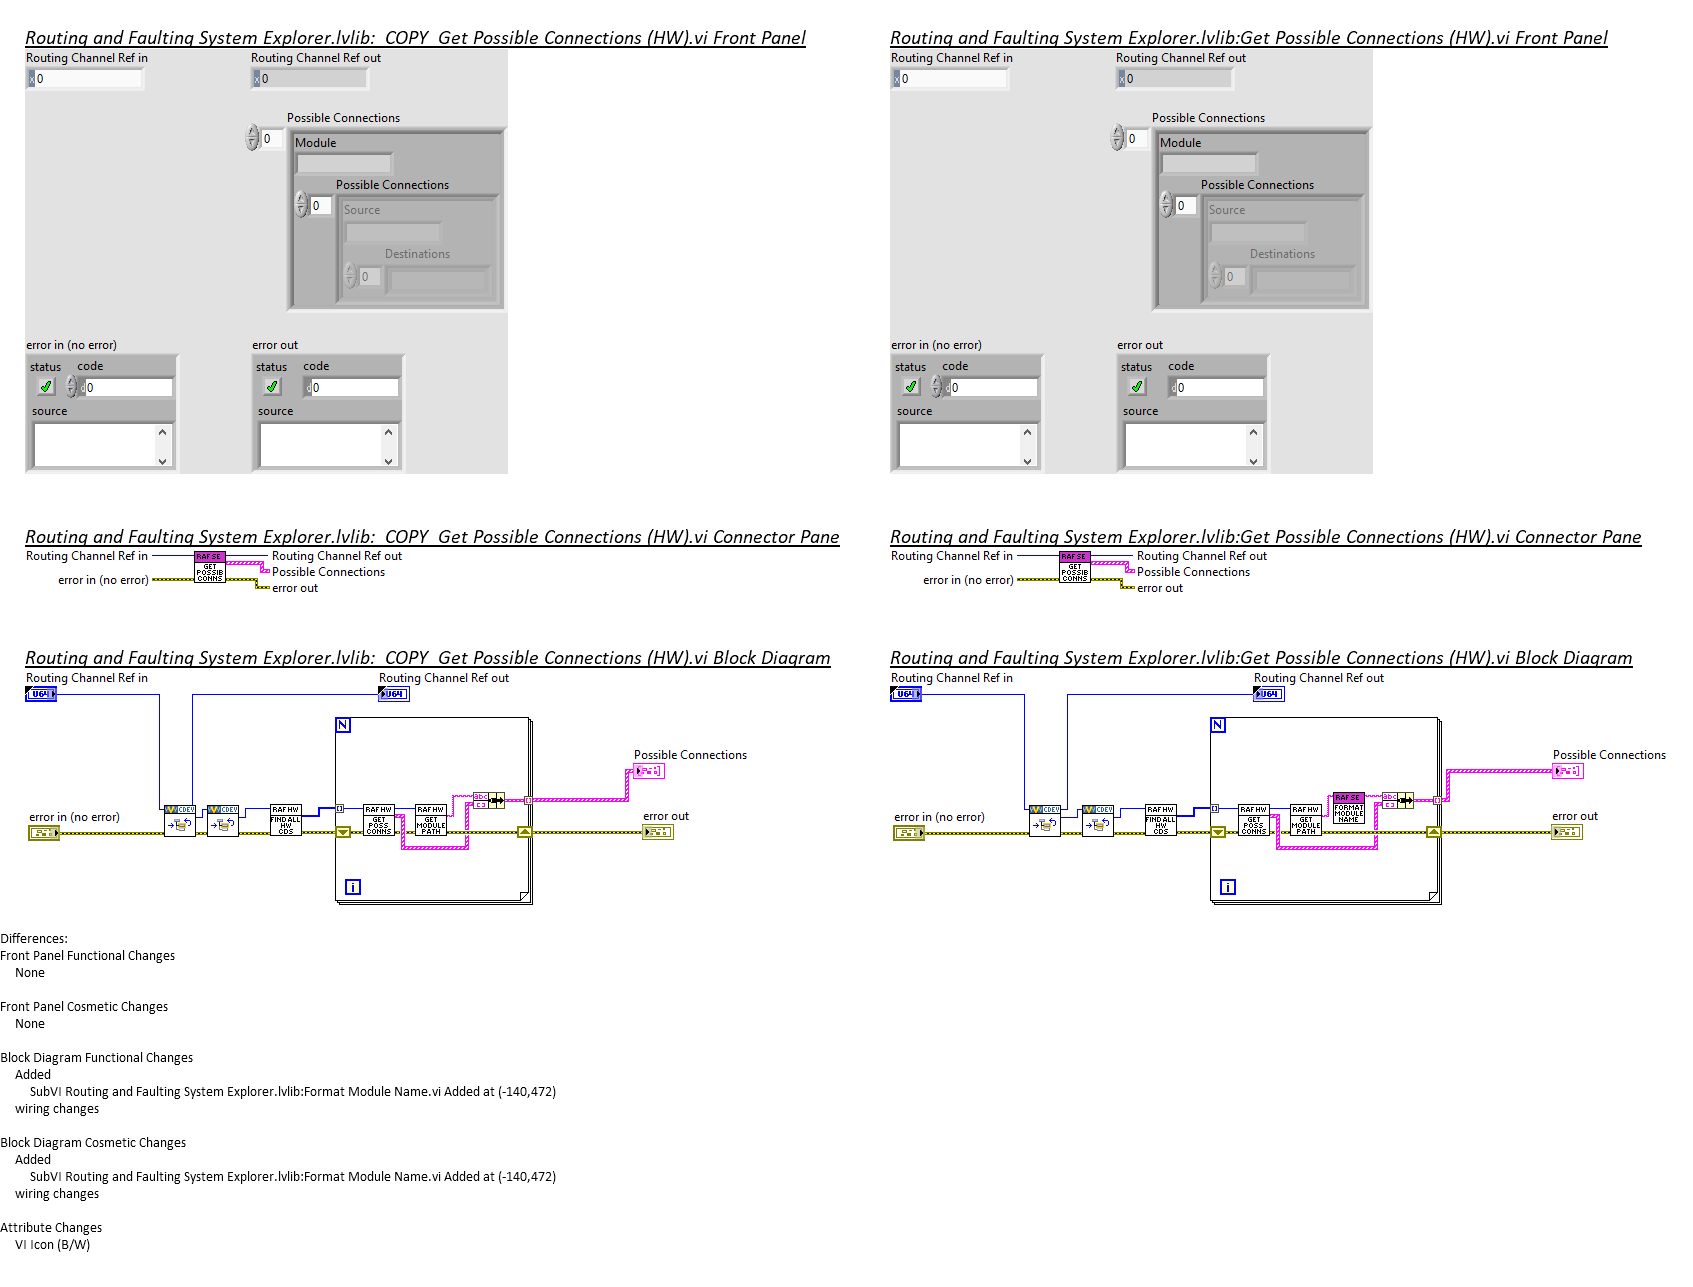 Routing and Faulting System Explorer.lvlib:_COPY_Get Possible Connections (HW).vi Front Panel
Routing Channel Ref in
Routing Channel Ref out
x 0
x 0
Possible Connections
0
Module
Possible Connections
0
Source
Destinations
0
error in (no error)
error out
status code
status code
d 0
d 0
source
source
Routing and Faulting System Explorer.lvlib:Get Possible Connections (HW).vi Front Panel
Routing Channel Ref in
Routing Channel Ref out
x 0
x 0
Possible Connections
0
Module
Possible Connections
0
Source
Destinations
0
error in (no error)
error out
status code
status code
d 0
d 0
source
source
Routing and Faulting System Explorer.lvlib:_COPY_Get Possible Connections (HW).vi Connector Pane
Routing Channel Ref in
RAF SE
GET
POSSIB
CONNS
Routing Channel Ref out
Possible Connections
error in (no error)
error out
Routing and Faulting System Explorer.lvlib:Get Possible Connections (HW).vi Connector Pane
Routing Channel Ref in
RAF SE
GET
POSSIB
CONNS
Routing Channel Ref out
Possible Connections
error in (no error)
error out
Routing and Faulting System Explorer.lvlib:_COPY_Get Possible Connections (HW).vi Block Diagram
Routing Channel Ref in
Routing Channel Ref out
U64
U64
N
Possible Connections
abc
CDEV
CDEV
RAF HW
FIND ALL
HW
CDS
RAF HW
GET
POSS
CONNS
RAF HW
GET
MODULE
PATH
error in (no error)
error out
i
Routing and Faulting System Explorer.lvlib:Get Possible Connections (HW).vi Block Diagram
Routing Channel Ref in
Routing Channel Ref out
U64
U64
N
Possible Connections
abc
CDEV
CDEV
RAF HW
FIND ALL
HW
CDS
RAF HW
GET
POSS
CONNS
RAF HW
GET
MODULE
PATH
RAF SE
FORMAT
MODULE
NAME
error in (no error)
error out
i
Differences:
Front Panel Functional Changes
None
Front Panel Cosmetic Changes
None
Block Diagram Functional Changes
Added
SubVI Routing and Faulting System Explorer.lvlib:Format Module Name.vi Added at (-140,472)
wiring changes
Block Diagram Cosmetic Changes
Added
SubVI Routing and Faulting System Explorer.lvlib:Format Module Name.vi Added at (-140,472)
wiring changes
Attribute Changes
VI Icon (B/W)